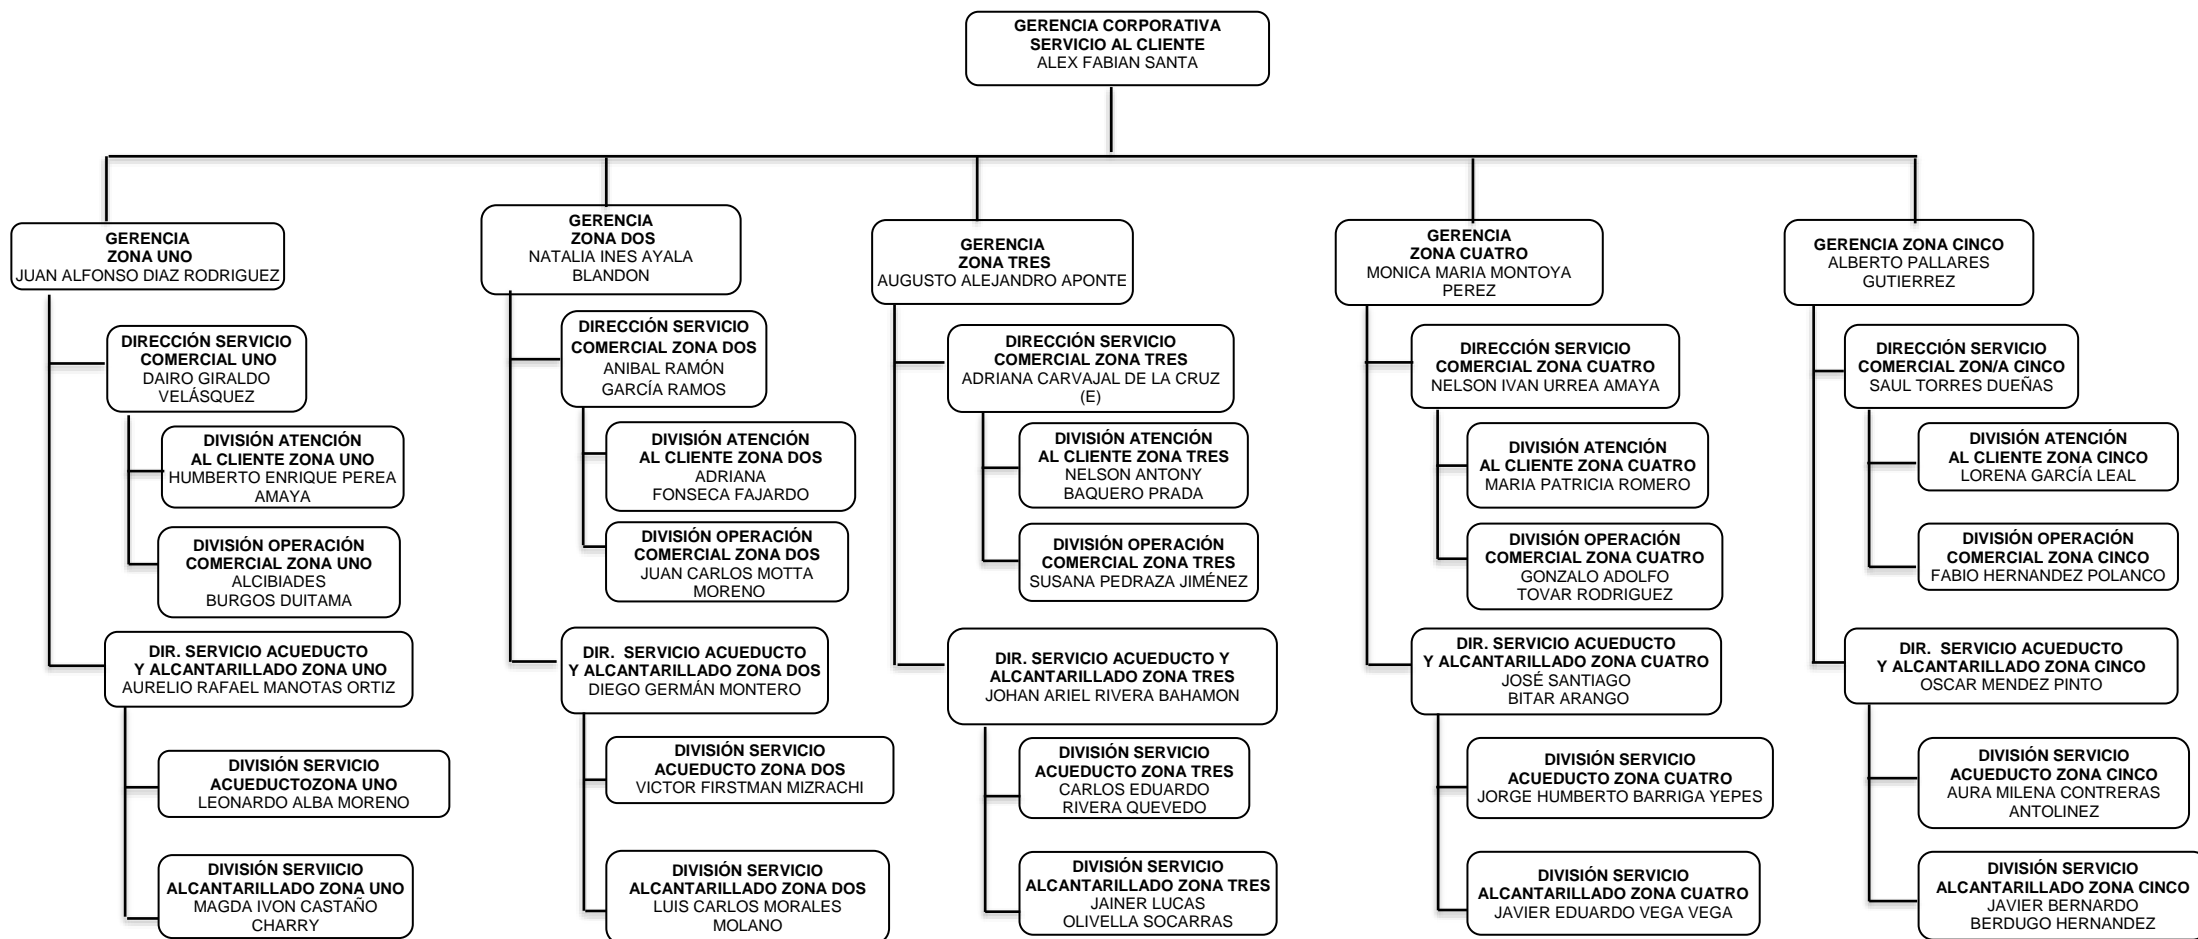 GERENCIA CORPORATIVA
SERVICIO AL CLIENTE
ALEX FABIAN SANTA
GERENCIA
ZONA UNO
JUAN ALFONSO DIAZ RODRIGUEZ
DIRECCIÓN SERVICIO
COMERCIAL UNO
DAIRO GIRALDO
VELÁSQUEZ
DIVISIÓN ATENCIÓN
AL CLIENTE ZONA UNO
HUMBERTO ENRIQUE PEREA
AMAYA
DIVISIÓN OPERACIÓN
COMERCIAL ZONA UNO
ALCIBIADES
BURGOS DUITAMA
DIR. SERVICIO ACUEDUCTO
Y ALCANTARILLADO ZONA UNO
AURELIO RAFAEL MANOTAS ORTIZ
DIVISIÓN SERVICIO
ACUEDUCTOZONA UNO
LEONARDO ALBA MORENO
DIVISIÓN SERVIICIO
ALCANTARILLADO ZONA UNO
MAGDA IVON CASTAÑO
CHARRY
GERENCIA
ZONA DOS
NATALIA INES AYALA
BLANDON
DIRECCIÓN SERVICIO
COMERCIAL ZONA DOS
ANIBAL RAMÓN
GARCÍA RAMOS
DIVISIÓN ATENCIÓN
AL CLIENTE ZONA DOS
ADRIANA
FONSECA FAJARDO
DIVISIÓN OPERACIÓN
COMERCIAL ZONA DOS
JUAN CARLOS MOTTA
MORENO
DIR. SERVICIO ACUEDUCTO
Y ALCANTARILLADO ZONA DOS
DIEGO GERMÁN MONTERO
DIVISIÓN SERVICIO
ACUEDUCTO ZONA DOS
VICTOR FIRSTMAN MIZRACHI
DIVISIÓN SERVICIO
ALCANTARILLADO ZONA DOS
LUIS CARLOS MORALES
MOLANO
GERENCIA
ZONA TRES
AUGUSTO ALEJANDRO APONTE
DIRECCIÓN SERVICIO
COMERCIAL ZONA TRES
ADRIANA CARVAJAL DE LA CRUZ
(E)
DIVISIÓN ATENCIÓN
AL CLIENTE ZONA TRES
NELSON ANTONY
BAQUERO PRADA
DIVISIÓN OPERACIÓN
COMERCIAL ZONA TRES
SUSANA PEDRAZA JIMÉNEZ
DIR. SERVICIO ACUEDUCTO Y
ALCANTARILLADO ZONA TRES
JOHAN ARIEL RIVERA BAHAMON
DIVISIÓN SERVICIO
ACUEDUCTO ZONA TRES
CARLOS EDUARDO
RIVERA QUEVEDO
DIVISIÓN SERVICIO
ALCANTARILLADO ZONA TRES
JAINER LUCAS
OLIVELLA SOCARRAS
GERENCIA
ZONA CUATRO
MONICA MARIA MONTOYA
PEREZ
DIRECCIÓN SERVICIO
COMERCIAL ZONA CUATRO
NELSON IVAN URREA AMAYA
DIVISIÓN ATENCIÓN
AL CLIENTE ZONA CUATRO
MARIA PATRICIA ROMERO
DIVISIÓN OPERACIÓN
COMERCIAL ZONA CUATRO
GONZALO ADOLFO
TOVAR RODRIGUEZ
DIR. SERVICIO ACUEDUCTO
Y ALCANTARILLADO ZONA CUATRO
JOSÉ SANTIAGO
BITAR ARANGO
DIVISIÓN SERVICIO
ACUEDUCTO ZONA CUATRO
JORGE HUMBERTO BARRIGA YEPES
DIVISIÓN SERVICIO
ALCANTARILLADO ZONA CUATRO
JAVIER EDUARDO VEGA VEGA
GERENCIA ZONA CINCO
ALBERTO PALLARES
GUTIERREZ
DIRECCIÓN SERVICIO
COMERCIAL ZON/A CINCO
SAUL TORRES DUEÑAS
DIVISIÓN ATENCIÓN
AL CLIENTE ZONA CINCO
LORENA GARCÍA LEAL
DIVISIÓN OPERACIÓN
COMERCIAL ZONA CINCO
FABIO HERNANDEZ POLANCO
DIR. SERVICIO ACUEDUCTO
Y ALCANTARILLADO ZONA CINCO
OSCAR MENDEZ PINTO
DIVISIÓN SERVICIO
ACUEDUCTO ZONA CINCO
AURA MILENA CONTRERAS
ANTOLINEZ
DIVISIÓN SERVICIO
ALCANTARILLADO ZONA CINCO
JAVIER BERNARDO
BERDUGO HERNANDEZ